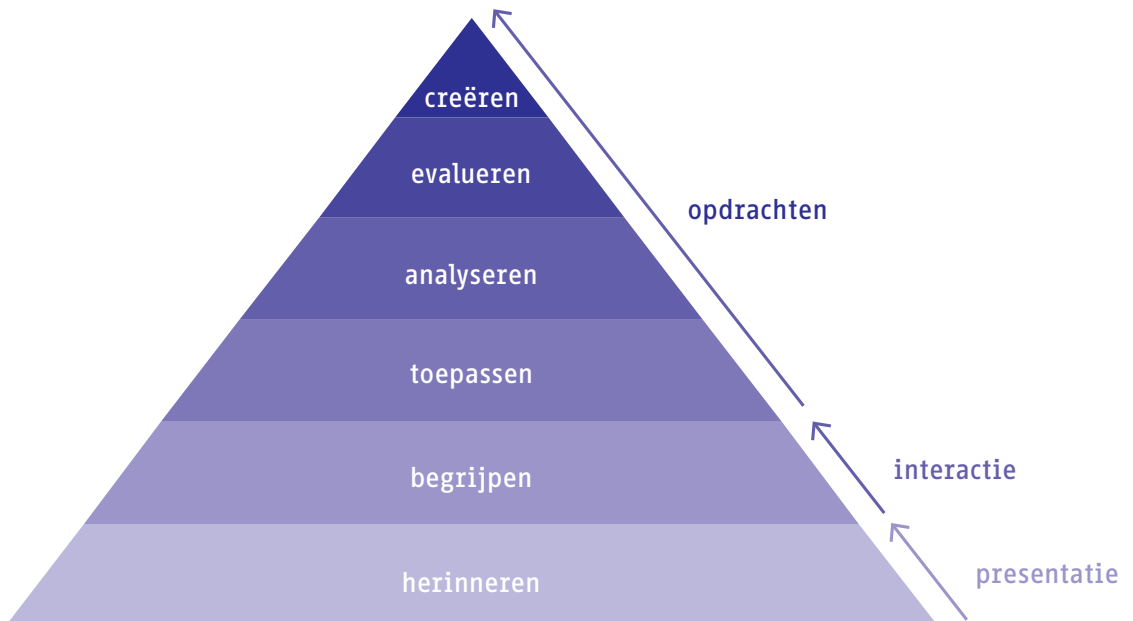 creëren
evalueren
opdrachten
analyseren
toepassen
interactie
begrijpen
presentatie
herinneren